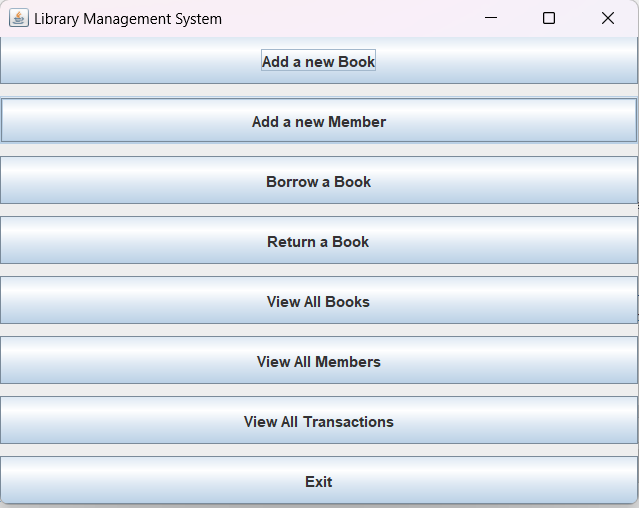 Library Management System
Add a new Book
Add a new Member
Borrow a Book
Return a Book
View All Books
View All Members
View All Transactions
Exit